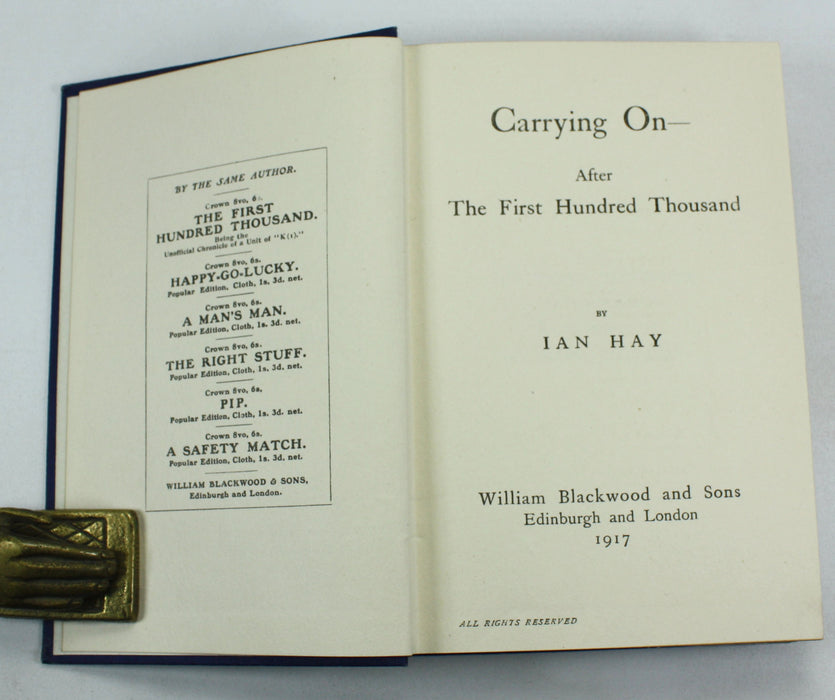 BY THE SAME AUTHOR.
Crown 8vo, 6s.
THE FIRST
HUNDRED THOUSAND.
Being the
Unofficial Chronicle of a Unit of "K(1)."
Crown 8vo, 6s.
HAPPY-GO-LUCKY.
Popular Edition, Cloth, 1s. 3d. net.
Crown 8vo, 6s.
A MAN'S MAN.
Popular Edition, Cloth, 1s. 3d. net.
Crown 8vo, 6s.
THE RIGHT STUFF.
Popular Edition, Cloth, 1s. 3d. net.
Crown 8vo, 6s.
PIP.
Popular Edition, Cloth, 1s. 3d. net.
Crown 8vo, 6s.
A SAFETY MATCH.
Popular Edition, Cloth, 1s. 3d. net.
WILLIAM BLACKWOOD & SONS,
Edinburgh and London.
Carrying On—
After
The First Hundred Thousand
BY
IAN HAY
William Blackwood and Sons
Edinburgh and London
1917
ALL RIGHTS RESERVED